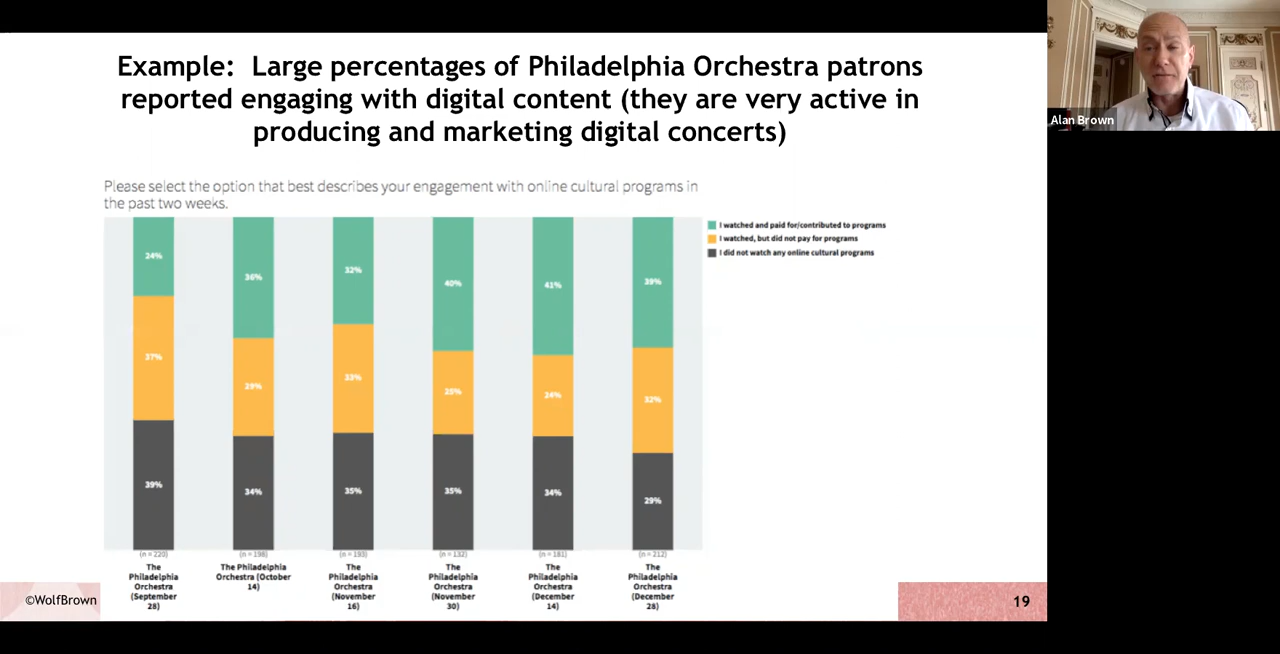 Example: Large percentages of Philadelphia Orchestra patrons
reported engaging with digital content (they are very active in
producing and marketing digital concerts)
Alan Brown
Please select the option that best describes your engagement with online cultural programs in
the past two weeks.
I watched and paid for/contributed to programs
I watched, but did not pay for programs
I did not watch any online cultural programs
24%
36%
32%
40%
41%
39%
37%
29%
33%
25%
24%
32%
39%
34%
35%
35%
34%
29%
(n = 220)
(n = 198)
(n = 193)
(n = 132)
(n = 181)
(n = 212)
The
Philadelphia
Orchestra
(September
28)
The Philadelphia
Orchestra (October
14)
The
Philadelphia
Orchestra
(November
16)
The
Philadelphia
Orchestra
(November
30)
The
Philadelphia
Orchestra
(December
14)
The
Philadelphia
Orchestra
(December
28)
©WolfBrown
19